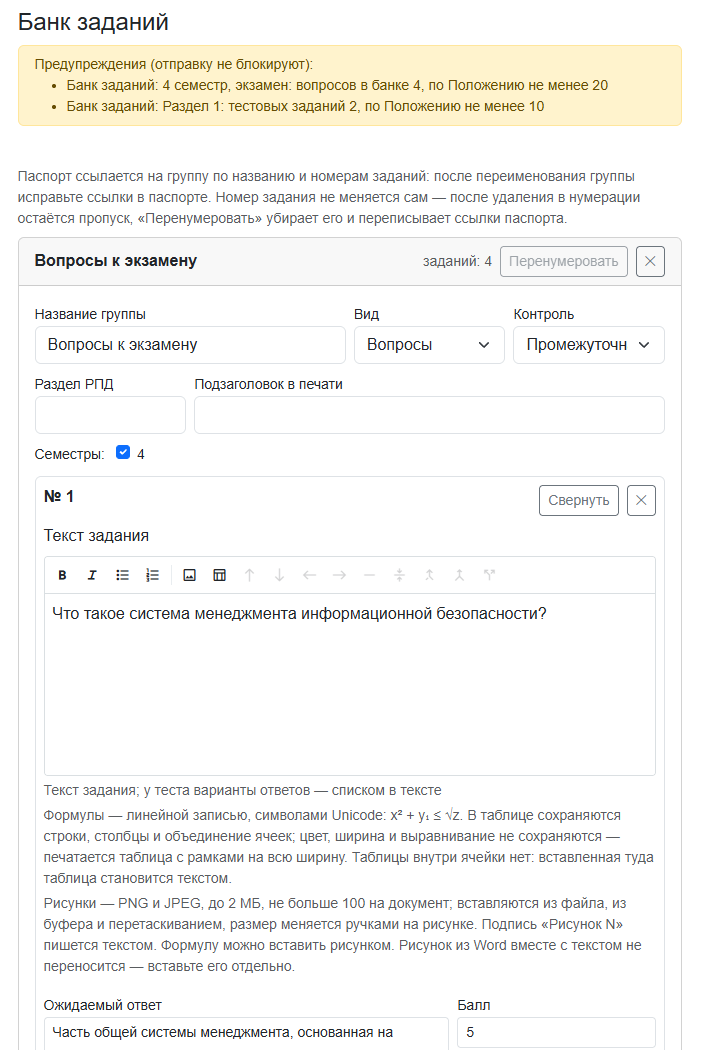 Банк заданий
Предупреждения (отправку не блокируют):
• Банк заданий: 4 семестр, экзамен: вопросов в банке 4, по Положению не менее 20
• Банк заданий: Раздел 1: тестовых заданий 2, по Положению не менее 10
Паспорт ссылается на группу по названию и номерам заданий: после переименования группы
исправьте ссылки в паспорте. Номер задания не меняется сам — после удаления в нумерации
остаётся пропуск, «Перенумеровать» убирает его и переписывает ссылки паспорта.
Вопросы к экзамену заданий: 4 Перенумеровать
Название группы Вид Контроль
Вопросы к экзамену Вопросы Промежуточн
Раздел РПД Подзаголовок в печати
Семестры: 4
№ 1 Свернуть
Текст задания
B I
Что такое система менеджмента информационной безопасности?
Текст задания; у теста варианты ответов — списком в тексте
Формулы — линейной записью, символами Unicode: x² + y₁ ≤ √z. В таблице сохраняются
строки, столбцы и объединение ячеек; цвет, ширина и выравнивание не сохраняются —
печатается таблица с рамками на всю ширину. Таблицы внутри ячейки нет: вставленная туда
таблица становится текстом.
Рисунки — PNG и JPEG, до 2 МБ, не больше 100 на документ; вставляются из файла, из
буфера и перетаскиванием, размер меняется ручками на рисунке. Подпись «Рисунок N»
пишется текстом. Формулу можно вставить рисунком. Рисунок из Word вместе с текстом не
переносится — вставьте его отдельно.
Ожидаемый ответ Балл
Часть общей системы менеджмента, основанная на 5